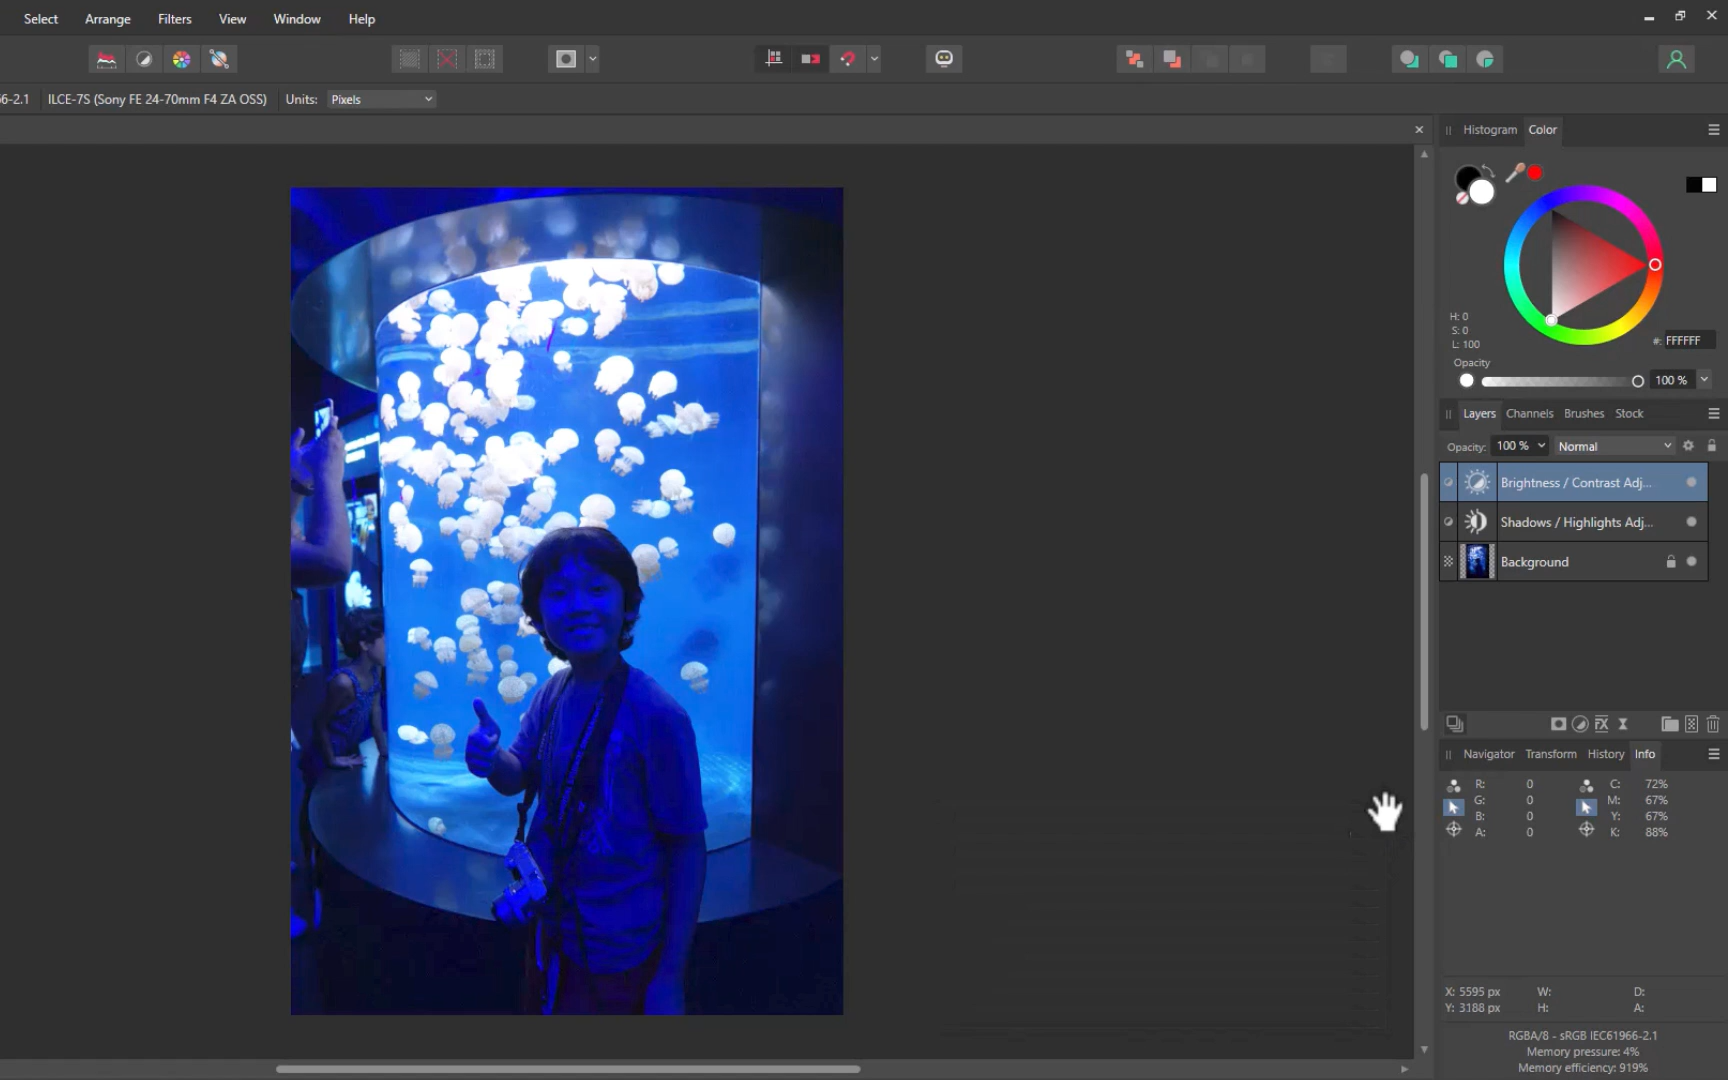 Select Arrange Filters View Window Help
6-2.1 ILCE-7S (Sony FE 24-70mm F4 ZA OSS) Units: Pixels
Histogram Color
H: 0
S: 0
L: 100
#: FFFFFF
Opacity
100 %
Layers Channels Brushes Stock
Opacity: 100 % Normal
Brightness / Contrast Adj...
Shadows / Highlights Adj...
Background
FX
Navigator Transform History Info
R: 0 C: 72%
G: 0 M: 67%
B: 0 Y: 67%
A: 0 K: 88%
X: 5595 px W: D:
Y: 3188 px H: A:
RGBA/8 - sRGB IEC61966-2.1
Memory pressure: 4%
Memory efficiency: 919%